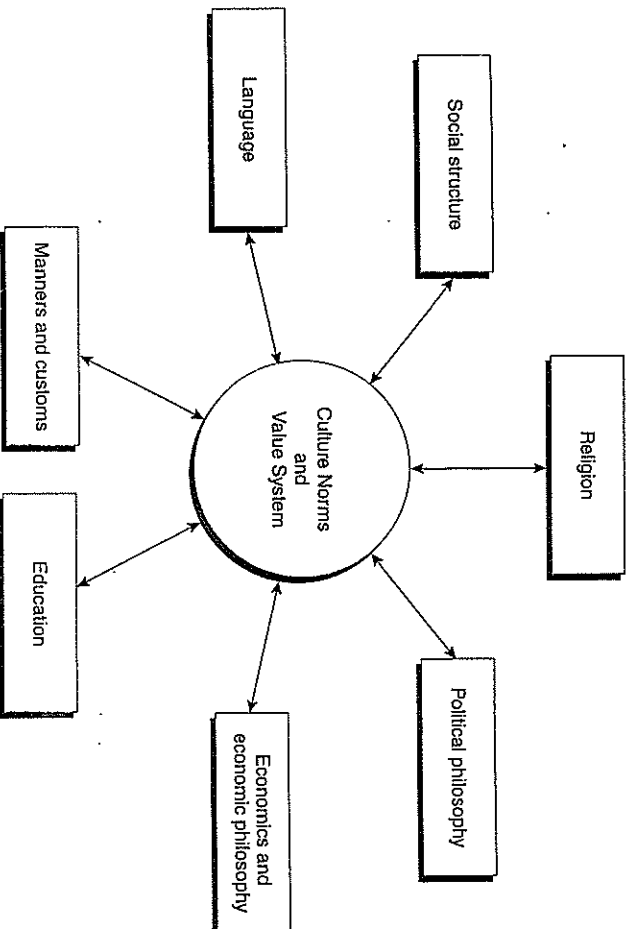 Religion
Social structure
Political philosophy
Language
Culture Norms
and
Value System
Economics and
economic philosophy
Manners and customs
Education